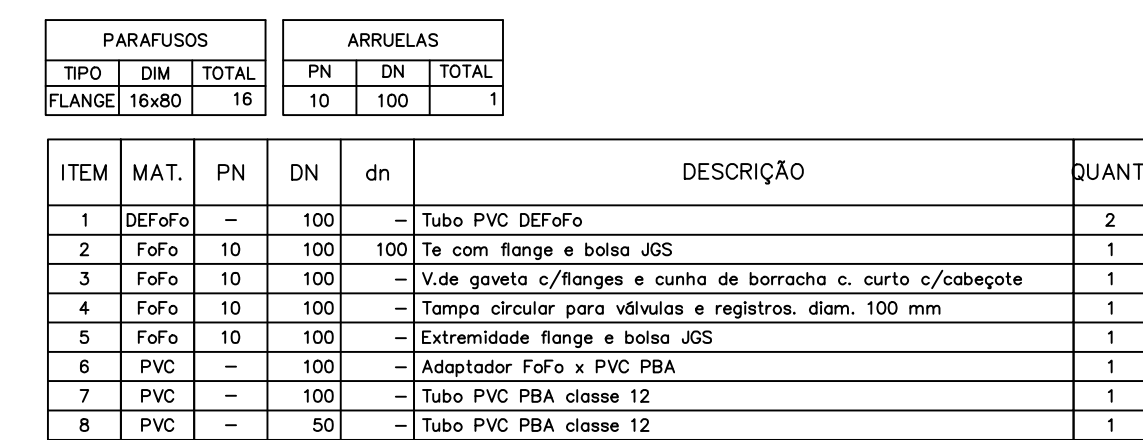 PARAFUSOS
TIPO DIM TOTAL
FLANGE 16x80 16
ARRUELAS
PN DN TOTAL
10 100 1
ITEM MAT. PN DN dn DESCRIÇÃO QUANT
1 DEFoFo – 100 – Tubo PVC DEFoFo 2
2 FoFo 10 100 100 Te com flange e bolsa JGS 1
3 FoFo 10 100 – V.de gaveta c/flanges e cunha de borracha c. curto c/cabeçote 1
4 FoFo 10 100 – Tampa circular para válvulas e registros. diam. 100 mm 1
5 FoFo 10 100 – Extremidade flange e bolsa JGS 1
6 PVC – 100 – Adaptador FoFo x PVC PBA 1
7 PVC – 100 – Tubo PVC PBA classe 12 1
8 PVC – 50 – Tubo PVC PBA classe 12 1